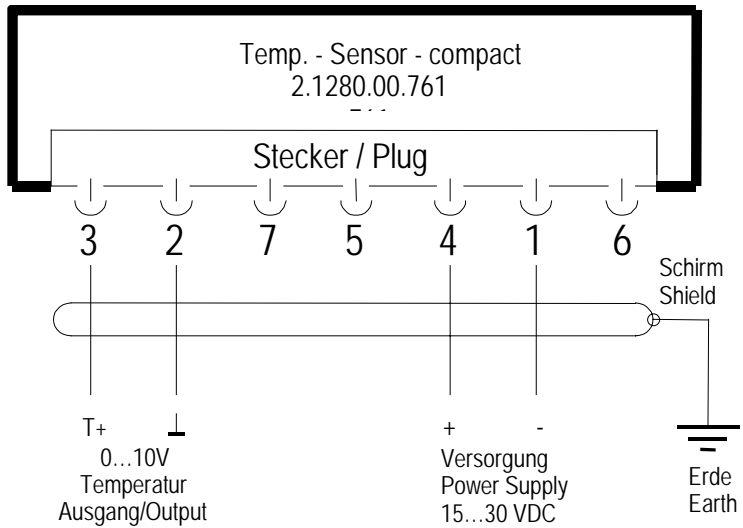 Temp. - Sensor - compact
2.1280.00.761
Stecker / Plug
3 2 7 5 4 1 6
Schirm
Shield
T+
0...10V
Temperatur
Ausgang/Output
+ -
Versorgung
Power Supply
15...30 VDC
Erde
Earth